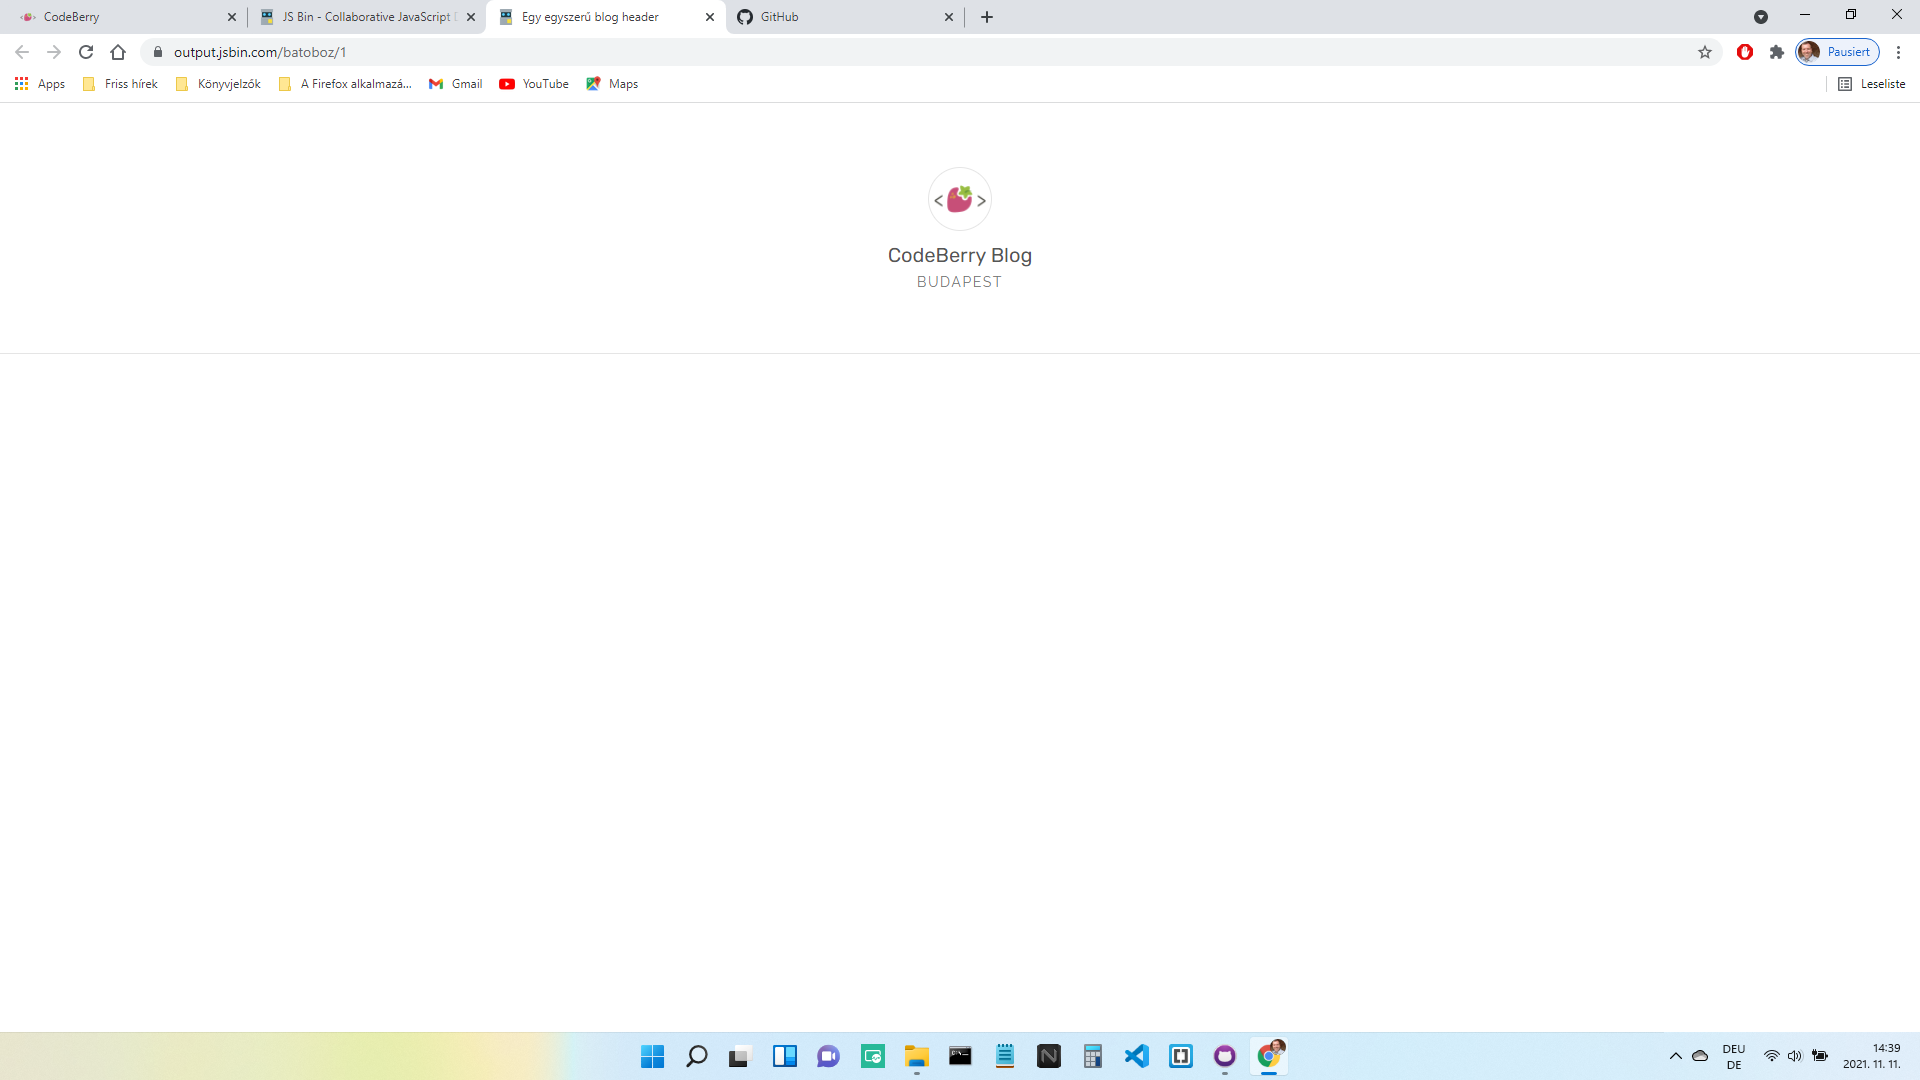 CodeBerry
JS Bin - Collaborative JavaScript
Egy egyszerű blog header
GitHub
output.jsbin.com/batoboz/1
Pausiert
Apps
Friss hírek
Könyvjelzők
A Firefox alkalmazá...
Gmail
YouTube
Maps
Leseliste
< >
CodeBerry Blog
BUDAPEST
DEU
DE
14:39
2021. 11. 11.